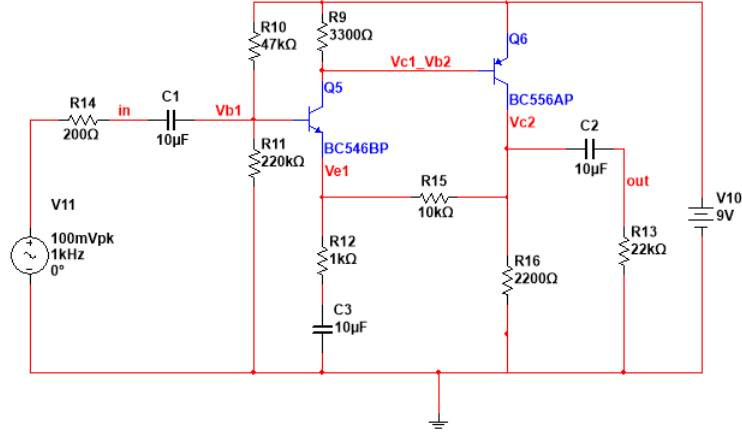 R10
47kΩ
R9
3300Ω
Q6
Vc1_Vb2
Q5
BC556AP
R14
200Ω
in
C1
10µF
Vb1
R11
220kΩ
BC546BP
Vc2
C2
10µF
out
Ve1
R15
10kΩ
V11
100mVpk
1kHz
0°
V10
9V
R13
22kΩ
R12
1kΩ
R16
2200Ω
C3
10µF